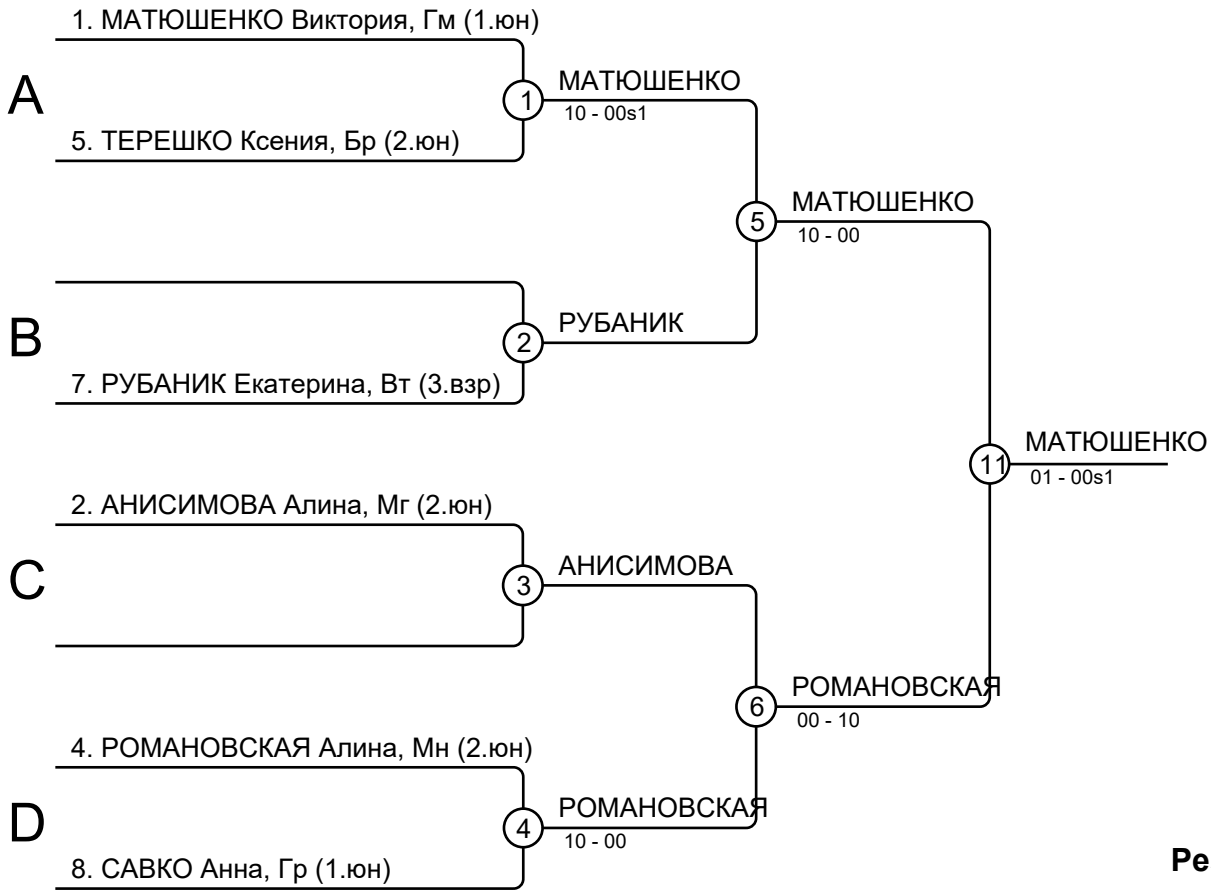 1. МАТЮШЕНКО Виктория, Гм (1.юн)
A
1
МАТЮШЕНКО
10 - 00s1
5. ТЕРЕШКО Ксения, Бр (2.юн)
5
МАТЮШЕНКО
10 - 00
B
2
РУБАНИК
7. РУБАНИК Екатерина, Вт (3.взр)
11
МАТЮШЕНКО
01 - 00s1
2. АНИСИМОВА Алина, Мг (2.юн)
C
3
АНИСИМОВА
6
РОМАНОВСКАЯ
00 - 10
4. РОМАНОВСКАЯ Алина, Мн (2.юн)
D
4
РОМАНОВСКАЯ
10 - 00
8. САВКО Анна, Гр (1.юн)
Ре